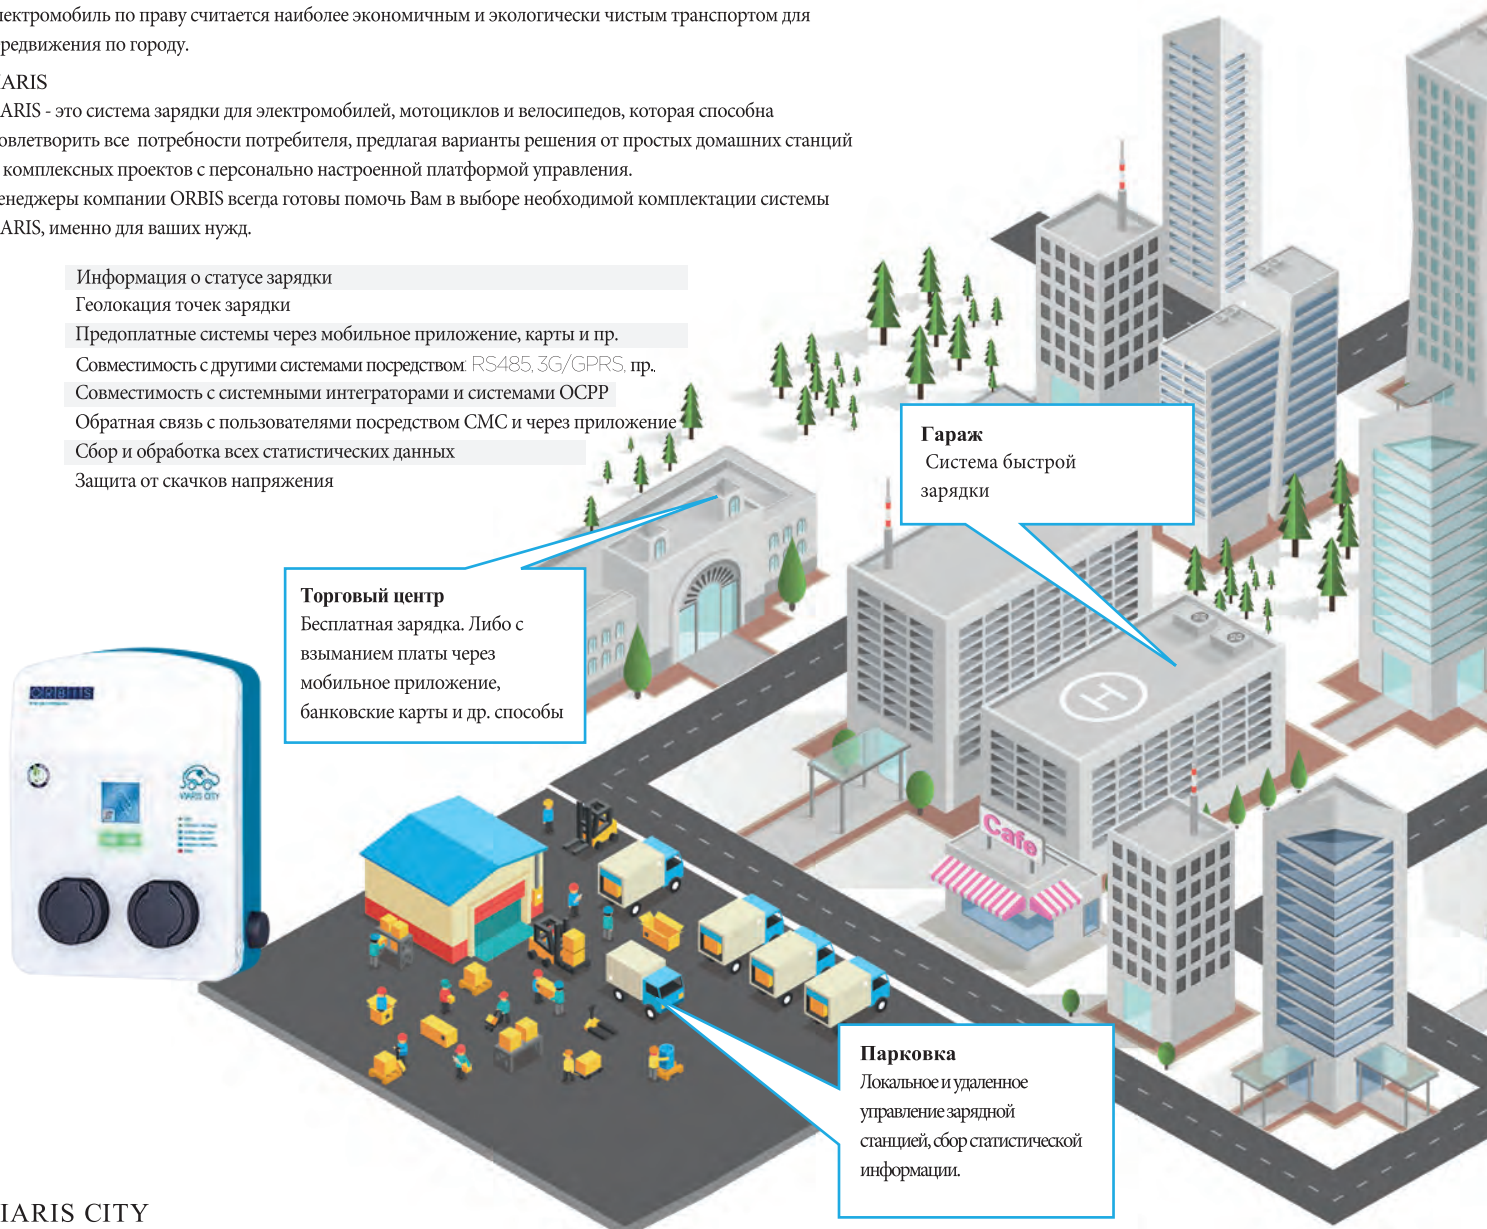 лектромобиль по праву считается наиболее экономичным и экологически чистым транспортом для
редвижения по городу.
IARIS
ARIS - это система зарядки для электромобилей, мотоциклов и велосипедов, которая способна
овлетворить все потребности потребителя, предлагая варианты решения от простых домашних станций
комплексных проектов с персонально настроенной платформой управления.
енеджеры компании ORBIS всегда готовы помочь Вам в выборе необходимой комплектации системы
ARIS, именно для ваших нужд.
Информация о статусе зарядки
Геолокация точек зарядки
Предоплатные системы через мобильное приложение, карты и пр.
Совместимость с другими системами посредством: RS485, 3G/GPRS, пр..
Совместимость с системными интеграторами и системами ОСРР
Обратная связь с пользователями посредством СМС и через приложение
Сбор и обработка всех статистических данных
Защита от скачков напряжения
Гараж
Система быстрой
зарядки
Торговый центр
Бесплатная зарядка. Либо с
взыманием платы через
мобильное приложение,
банковские карты и др. способы
ORBIS
VIARIS CITY
H
Cafe
Парковка
Локальное и удаленное
управление зарядной
станцией, сбор статистической
информации.
IARIS CITY